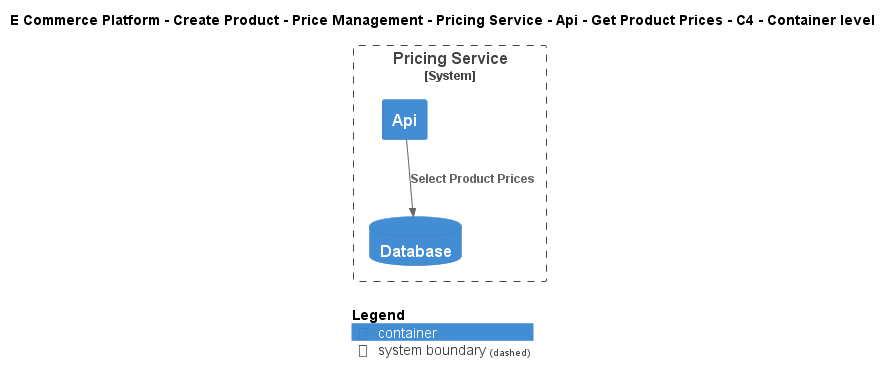 E Commerce Platform - Create Product - Price Management - Pricing Service - Api - Get Product Prices - C4 - Container level
Pricing Service
[System]
Api
Select Product Prices
Database
Legend
container
system boundary (dashed)